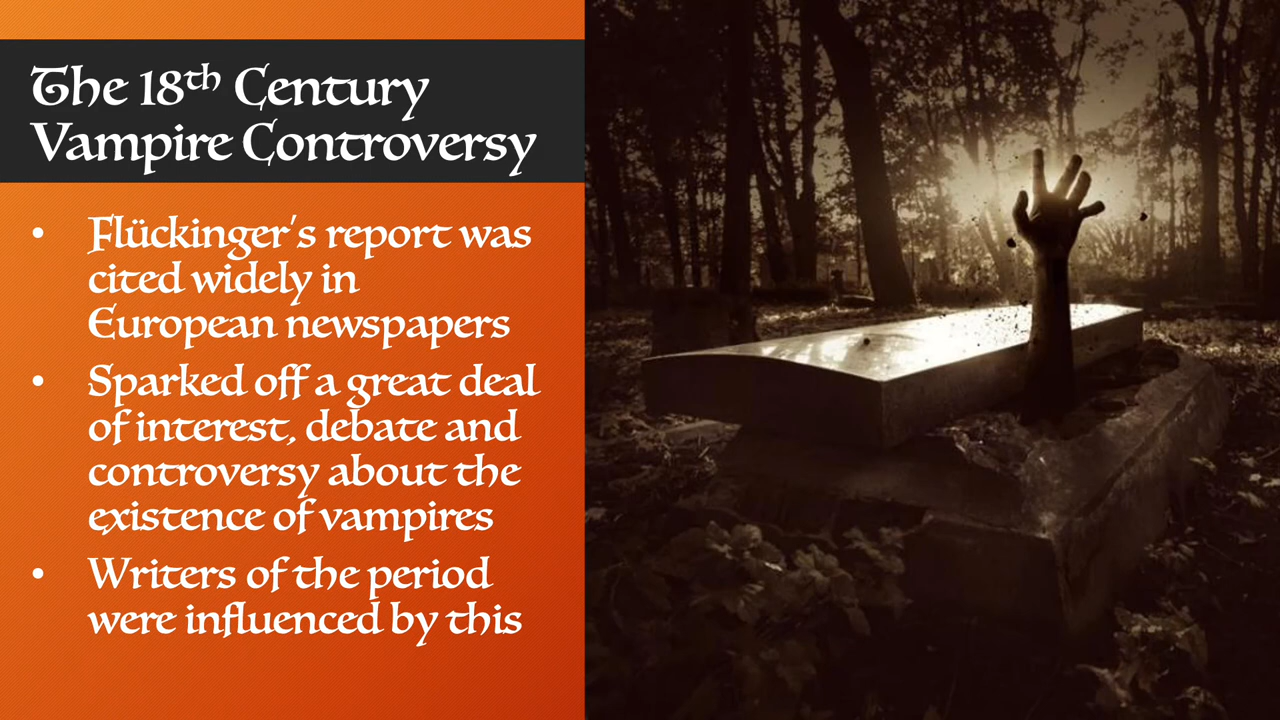 The 18th Century
Vampire Controversy
• Flückinger's report was
cited widely in
European newspapers
• Sparked off a great deal
of interest, debate and
controversy about the
existence of vampires
• Writers of the period
were influenced by this